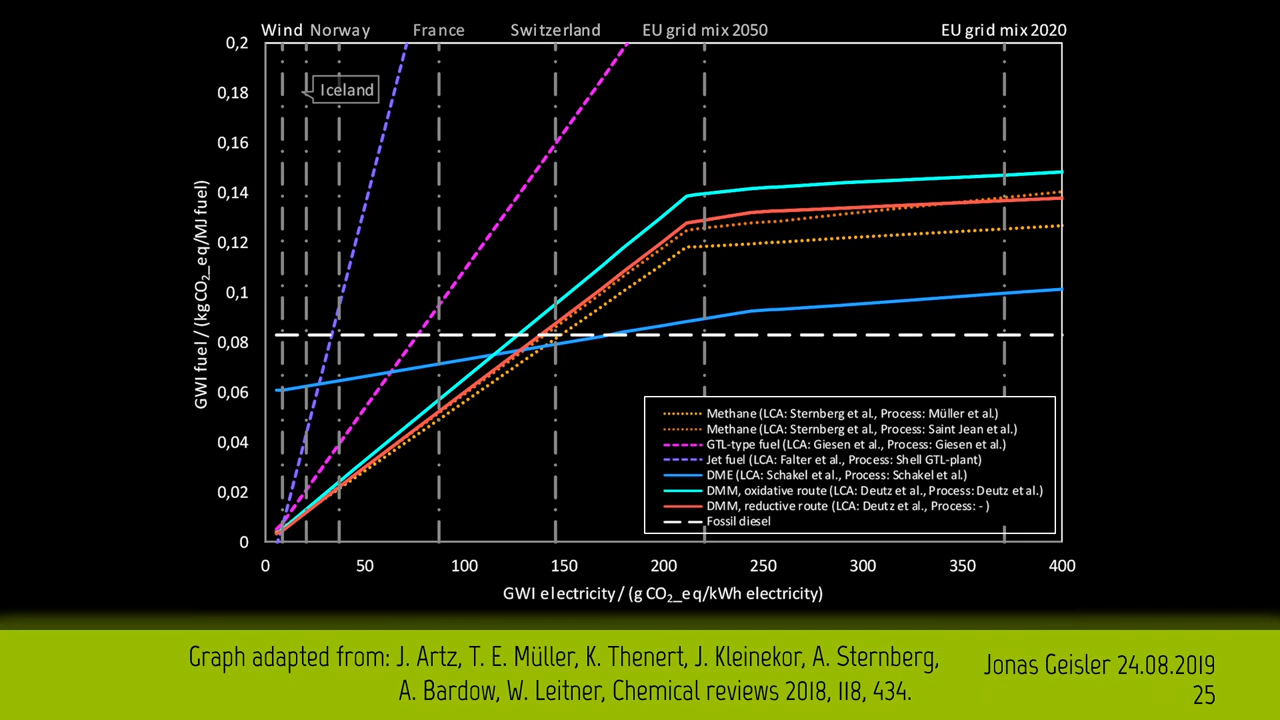 Wind Norway France Switzerland EU grid mix 2050 EU grid mix 2020
0,2
Iceland
0,18
0,16
0,14
0,12
0,1
0,08
0,06
0,04
0,02
0
GWI fuel / (kgCO₂_eq/MJ fuel)
Methane (LCA: Sternberg et al., Process: Müller et al.)
Methane (LCA: Sternberg et al., Process: Saint Jean et al.)
GTL-type fuel (LCA: Giesen et al., Process: Giesen et al.)
Jet fuel (LCA: Falter et al., Process: Shell GTL-plant)
DME (LCA: Schakel et al., Process: Schakel et al.)
DMM, oxidative route (LCA: Deutz et al., Process: Deutz et al.)
DMM, reductive route (LCA: Deutz et al., Process: - )
Fossil diesel
0 50 100 150 200 250 300 350 400
GWI electricity / (g CO₂_eq/kWh electricity)
Graph adapted from: J. Artz, T. E. Müller, K. Thenert, J. Kleinekor, A. Sternberg,
A. Bardow, W. Leitner, Chemical reviews 2018, 118, 434.
Jonas Geisler 24.08.2019
25